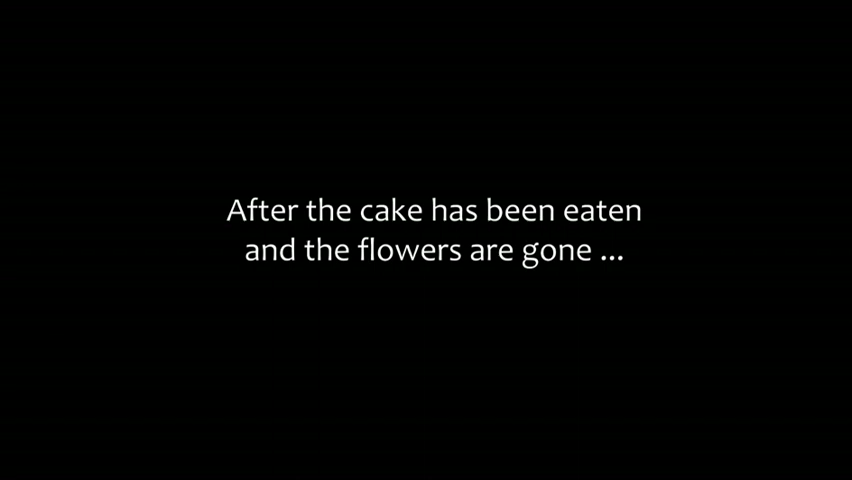 After the cake has been eaten
and the flowers are gone ...